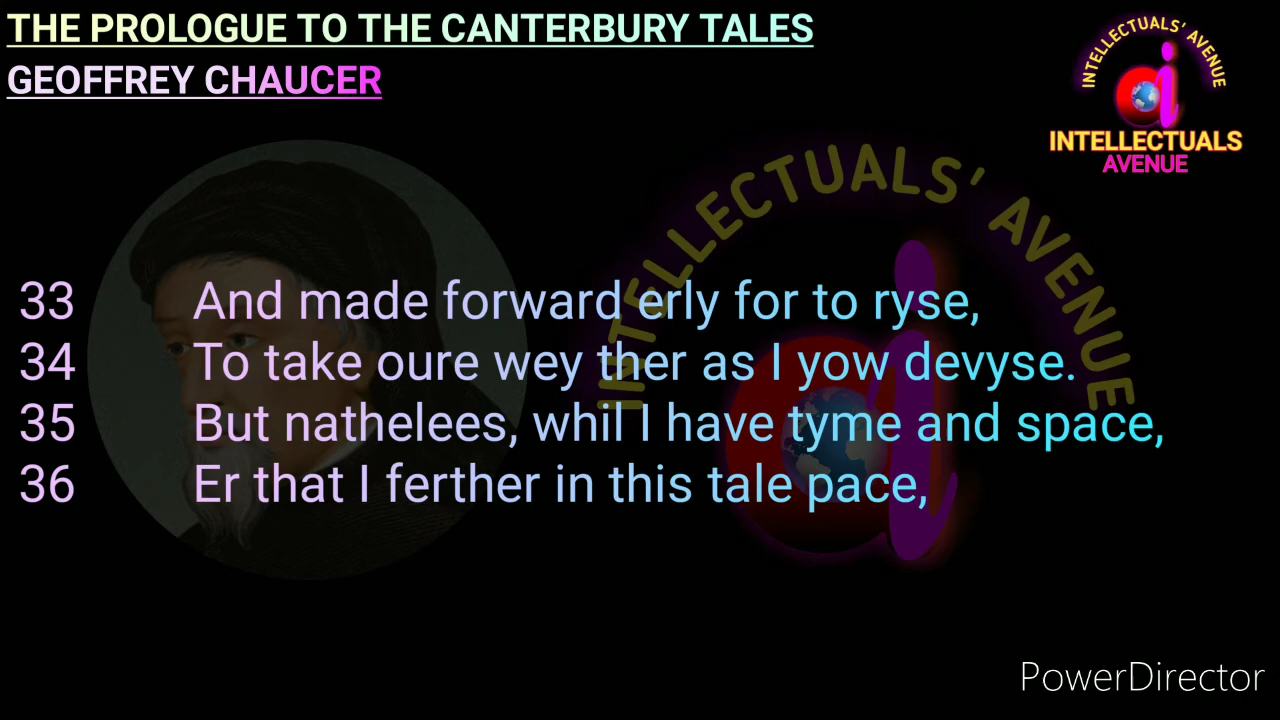 THE PROLOGUE TO THE CANTERBURY TALES
GEOFFREY CHAUCER
INTELLECTUALS' AVENUE
INTELLECTUALS
AVENUE
INTELLECTUALS' AVENUE
33 And made forward erly for to ryse,
34 To take oure wey ther as I yow devyse.
35 But nathelees, whil I have tyme and space,
36 Er that I ferther in this tale pace,
PowerDirector